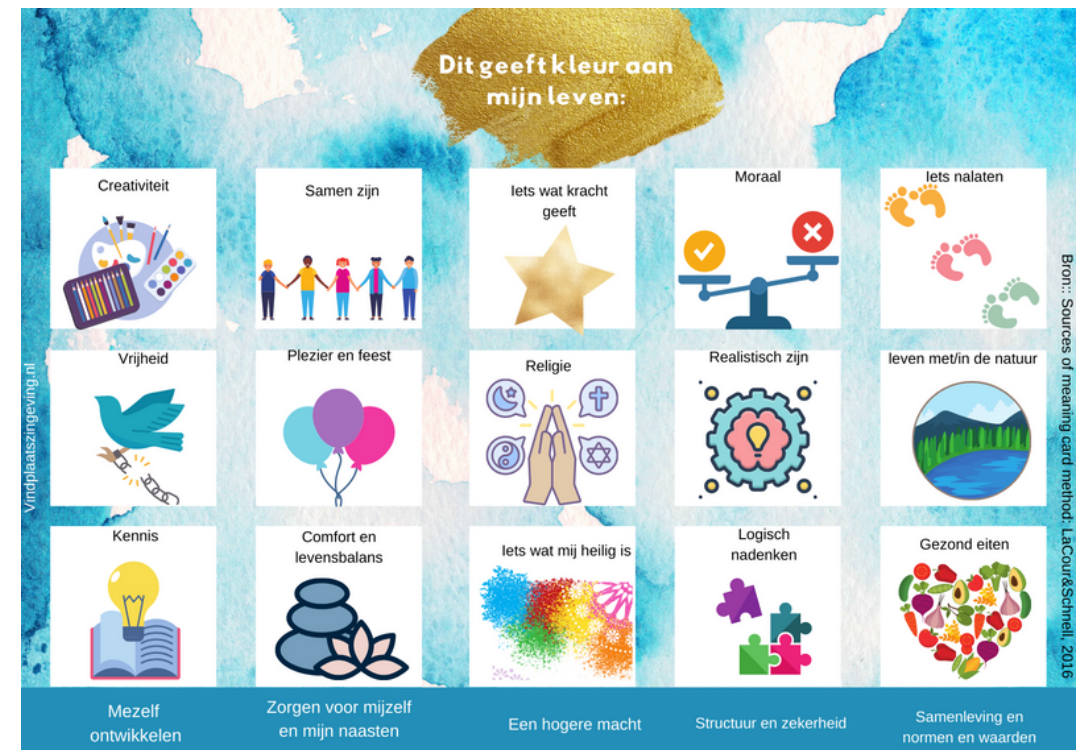 Dit geeft kleur aan
mijn leven:
Creativiteit
Samen zijn
Iets wat kracht
geeft
Moraal
Iets nalaten
Vrijheid
Plezier en feest
Religie
Realistisch zijn
leven met/in de natuur
Kennis
Comfort en
levensbalans
Iets wat mij heilig is
Logisch
nadenken
Gezond eiten
Mezelf
ontwikkelen
Zorgen voor mijzelf
en mijn naasten
Een hogere macht
Structuur en zekerheid
Samenleving en
normen en waarden
Vindplaatszingeving.nl
Bron:: Sources of meaning card method: LaCour&Schnell, 2016